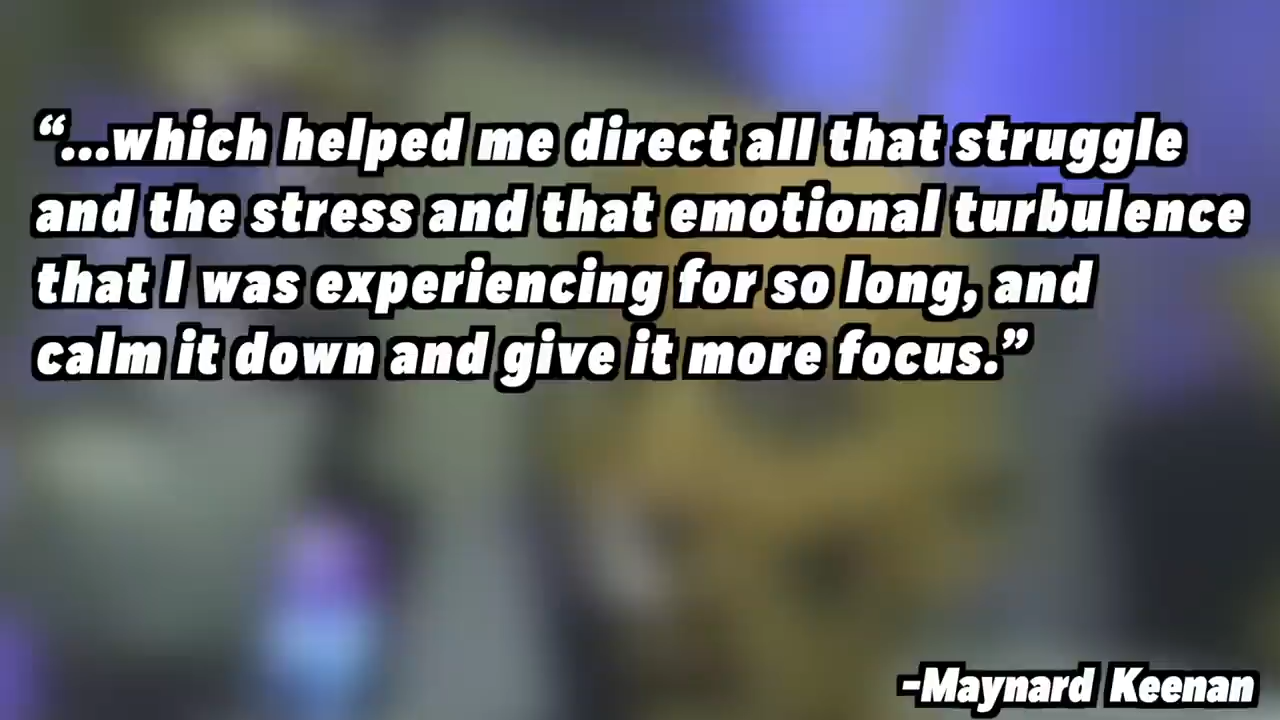 “...which helped me direct all that struggle
and the stress and that emotional turbulence
that I was experiencing for so long, and
calm it down and give it more focus.”
-Maynard Keenan